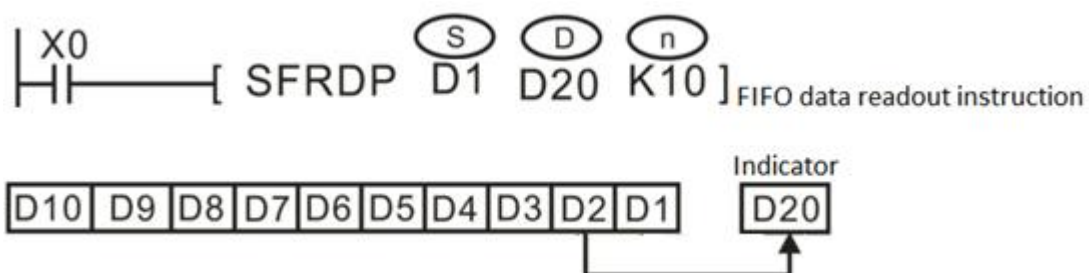 X0
S D n
[ SFRDP D1 D20 K10 ] FIFO data readout instruction
Indicator
D10 D9 D8 D7 D6 D5 D4 D3 D2 D1 D20